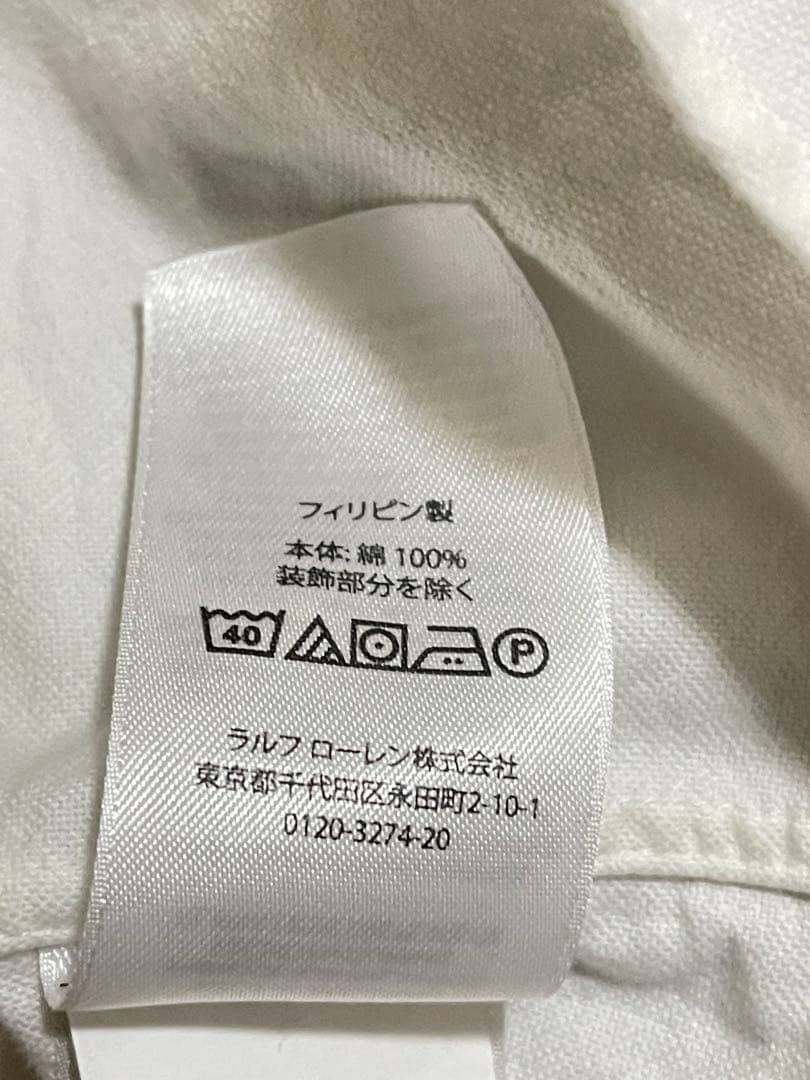 フィリピン製
本体: 綿 100%
装飾部分を除く
40 P
ラルフ ローレン株式会社
東京都千代田区永田町2-10-1
0120-3274-20